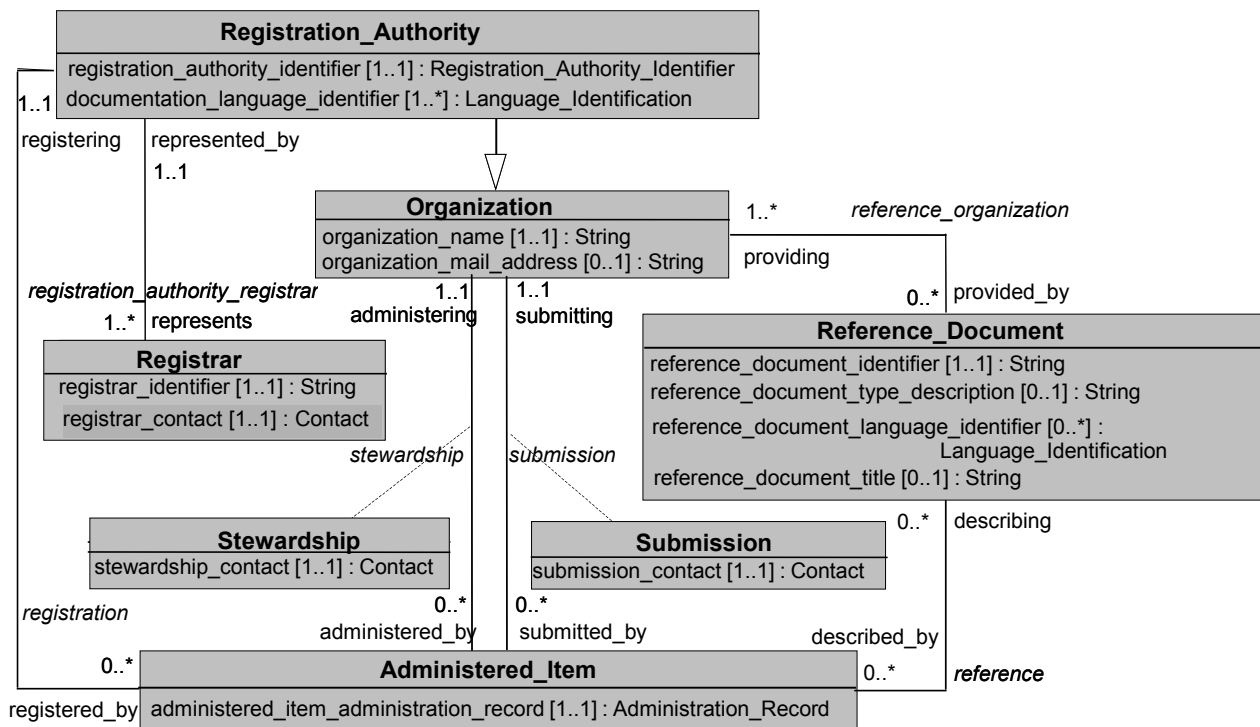 Registration_Authority
registration_authority_identifier [1..1] : Registration_Authority_Identifier
documentation_language_identifier [1..*] : Language_Identification
1..1
registering
represented_by
1..1
Organization
organization_name [1..1] : String
organization_mail_address [0..1] : String
1..*
reference_organization
providing
registration_authority_registrar
1..*
represents
1..1
administering
1..1
submitting
0..*
provided_by
Registrar
registrar_identifier [1..1] : String
registrar_contact [1..1] : Contact
Reference_Document
reference_document_identifier [1..1] : String
reference_document_type_description [0..1] : String
reference_document_language_identifier [0..*] :
Language_Identification
reference_document_title [0..1] : String
stewardship
submission
Stewardship
stewardship_contact [1..1] : Contact
Submission
submission_contact [1..1] : Contact
0..*
describing
registration
0..*
administered_by
0..*
submitted_by
described_by
0..*
reference
0..*
registered_by
Administered_Item
administered_item_administration_record [1..1] : Administration_Record